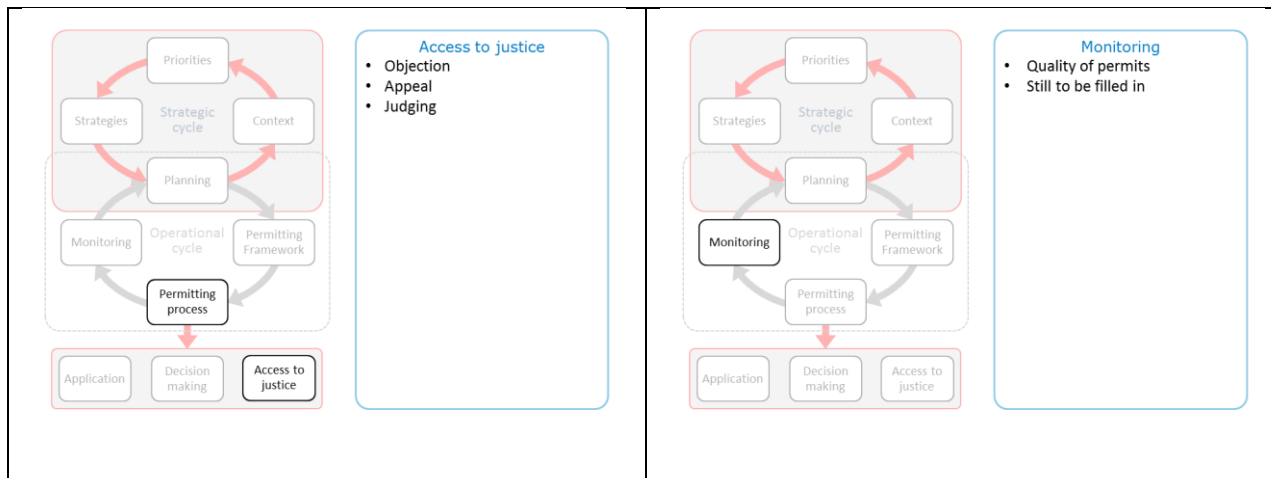 Priorities
Strategies
Strategic
cycle
Context
Planning
Monitoring
Operational
cycle
Permitting
Framework
Permitting
process
Application
Decision
making
Access to
justice
Access to justice
• Objection
• Appeal
• Judging
Priorities
Strategies
Strategic
cycle
Context
Planning
Monitoring
Operational
cycle
Permitting
Framework
Permitting
process
Application
Decision
making
Access to
justice
Monitoring
• Quality of permits
• Still to be filled in